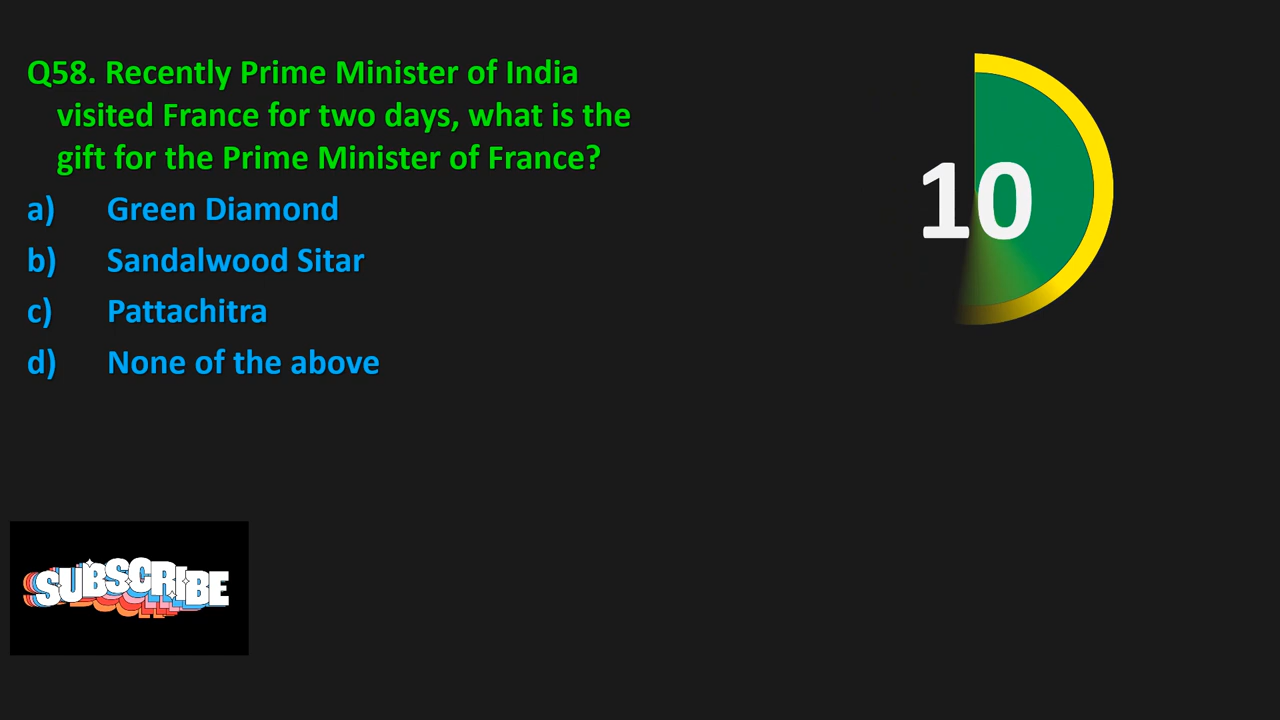 Q58. Recently Prime Minister of India
visited France for two days, what is the
gift for the Prime Minister of France?
a) Green Diamond
b) Sandalwood Sitar
c) Pattachitra
d) None of the above
10
SUBSCRIBE